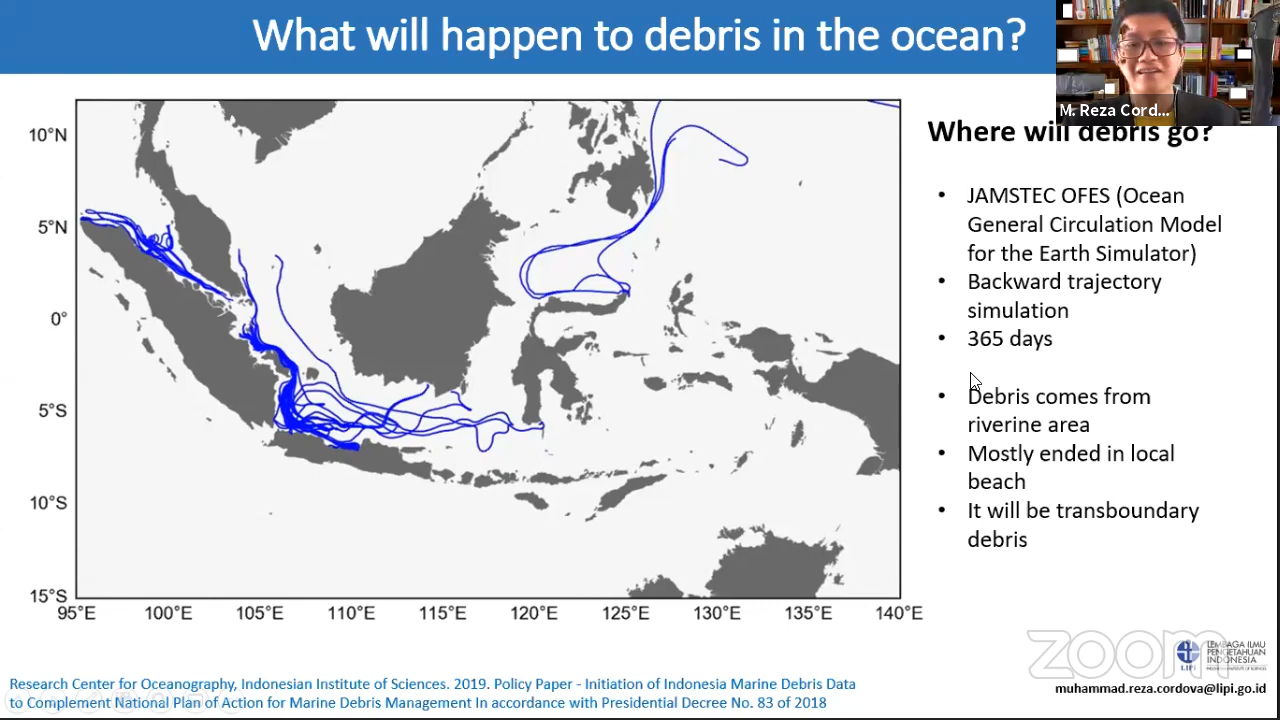 What will happen to debris in the ocean?
M. Reza Cord...
Where will debris go?
• JAMSTEC OFES (Ocean
General Circulation Model
for the Earth Simulator)
• Backward trajectory
simulation
• 365 days
• Debris comes from
riverine area
• Mostly ended in local
beach
• It will be transboundary
debris
10°N
5°N
0°
5°S
10°S
15°S
95°E 100°E 105°E 110°E 115°E 120°E 125°E 130°E 135°E 140°E
zoom
LIPI
LEMBAGA ILMU
PENGETAHUAN
INDONESIA
muhammad.reza.cordova@lipi.go.id
Research Center for Oceanography, Indonesian Institute of Sciences. 2019. Policy Paper - Initiation of Indonesia Marine Debris Data
to Complement National Plan of Action for Marine Debris Management In accordance with Presidential Decree No. 83 of 2018